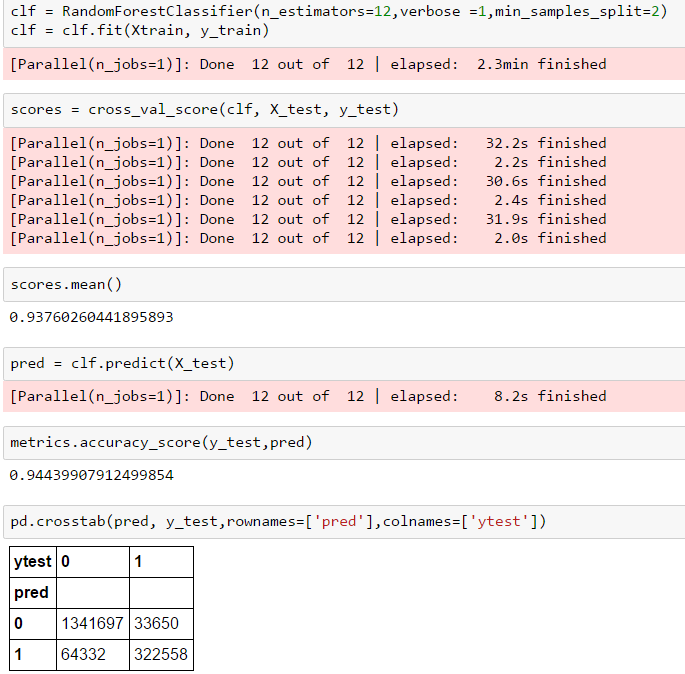 clf = RandomForestClassifier(n_estimators=12,verbose =1,min_samples_split=2)
clf = clf.fit(Xtrain, y_train)
[Parallel(n_jobs=1)]: Done  12 out of  12 | elapsed:  2.3min finished
scores = cross_val_score(clf, X_test, y_test)
[Parallel(n_jobs=1)]: Done  12 out of  12 | elapsed:   32.2s finished
[Parallel(n_jobs=1)]: Done  12 out of  12 | elapsed:    2.2s finished
[Parallel(n_jobs=1)]: Done  12 out of  12 | elapsed:   30.6s finished
[Parallel(n_jobs=1)]: Done  12 out of  12 | elapsed:    2.4s finished
[Parallel(n_jobs=1)]: Done  12 out of  12 | elapsed:   31.9s finished
[Parallel(n_jobs=1)]: Done  12 out of  12 | elapsed:    2.0s finished
scores.mean()
0.93760260441895893
pred = clf.predict(X_test)
[Parallel(n_jobs=1)]: Done  12 out of  12 | elapsed:    8.2s finished
metrics.accuracy_score(y_test,pred)
0.94439907912499854
pd.crosstab(pred, y_test,rownames=['pred'],colnames=['ytest'])
ytest 0 1
pred
0 1341697 33650
1 64332 322558